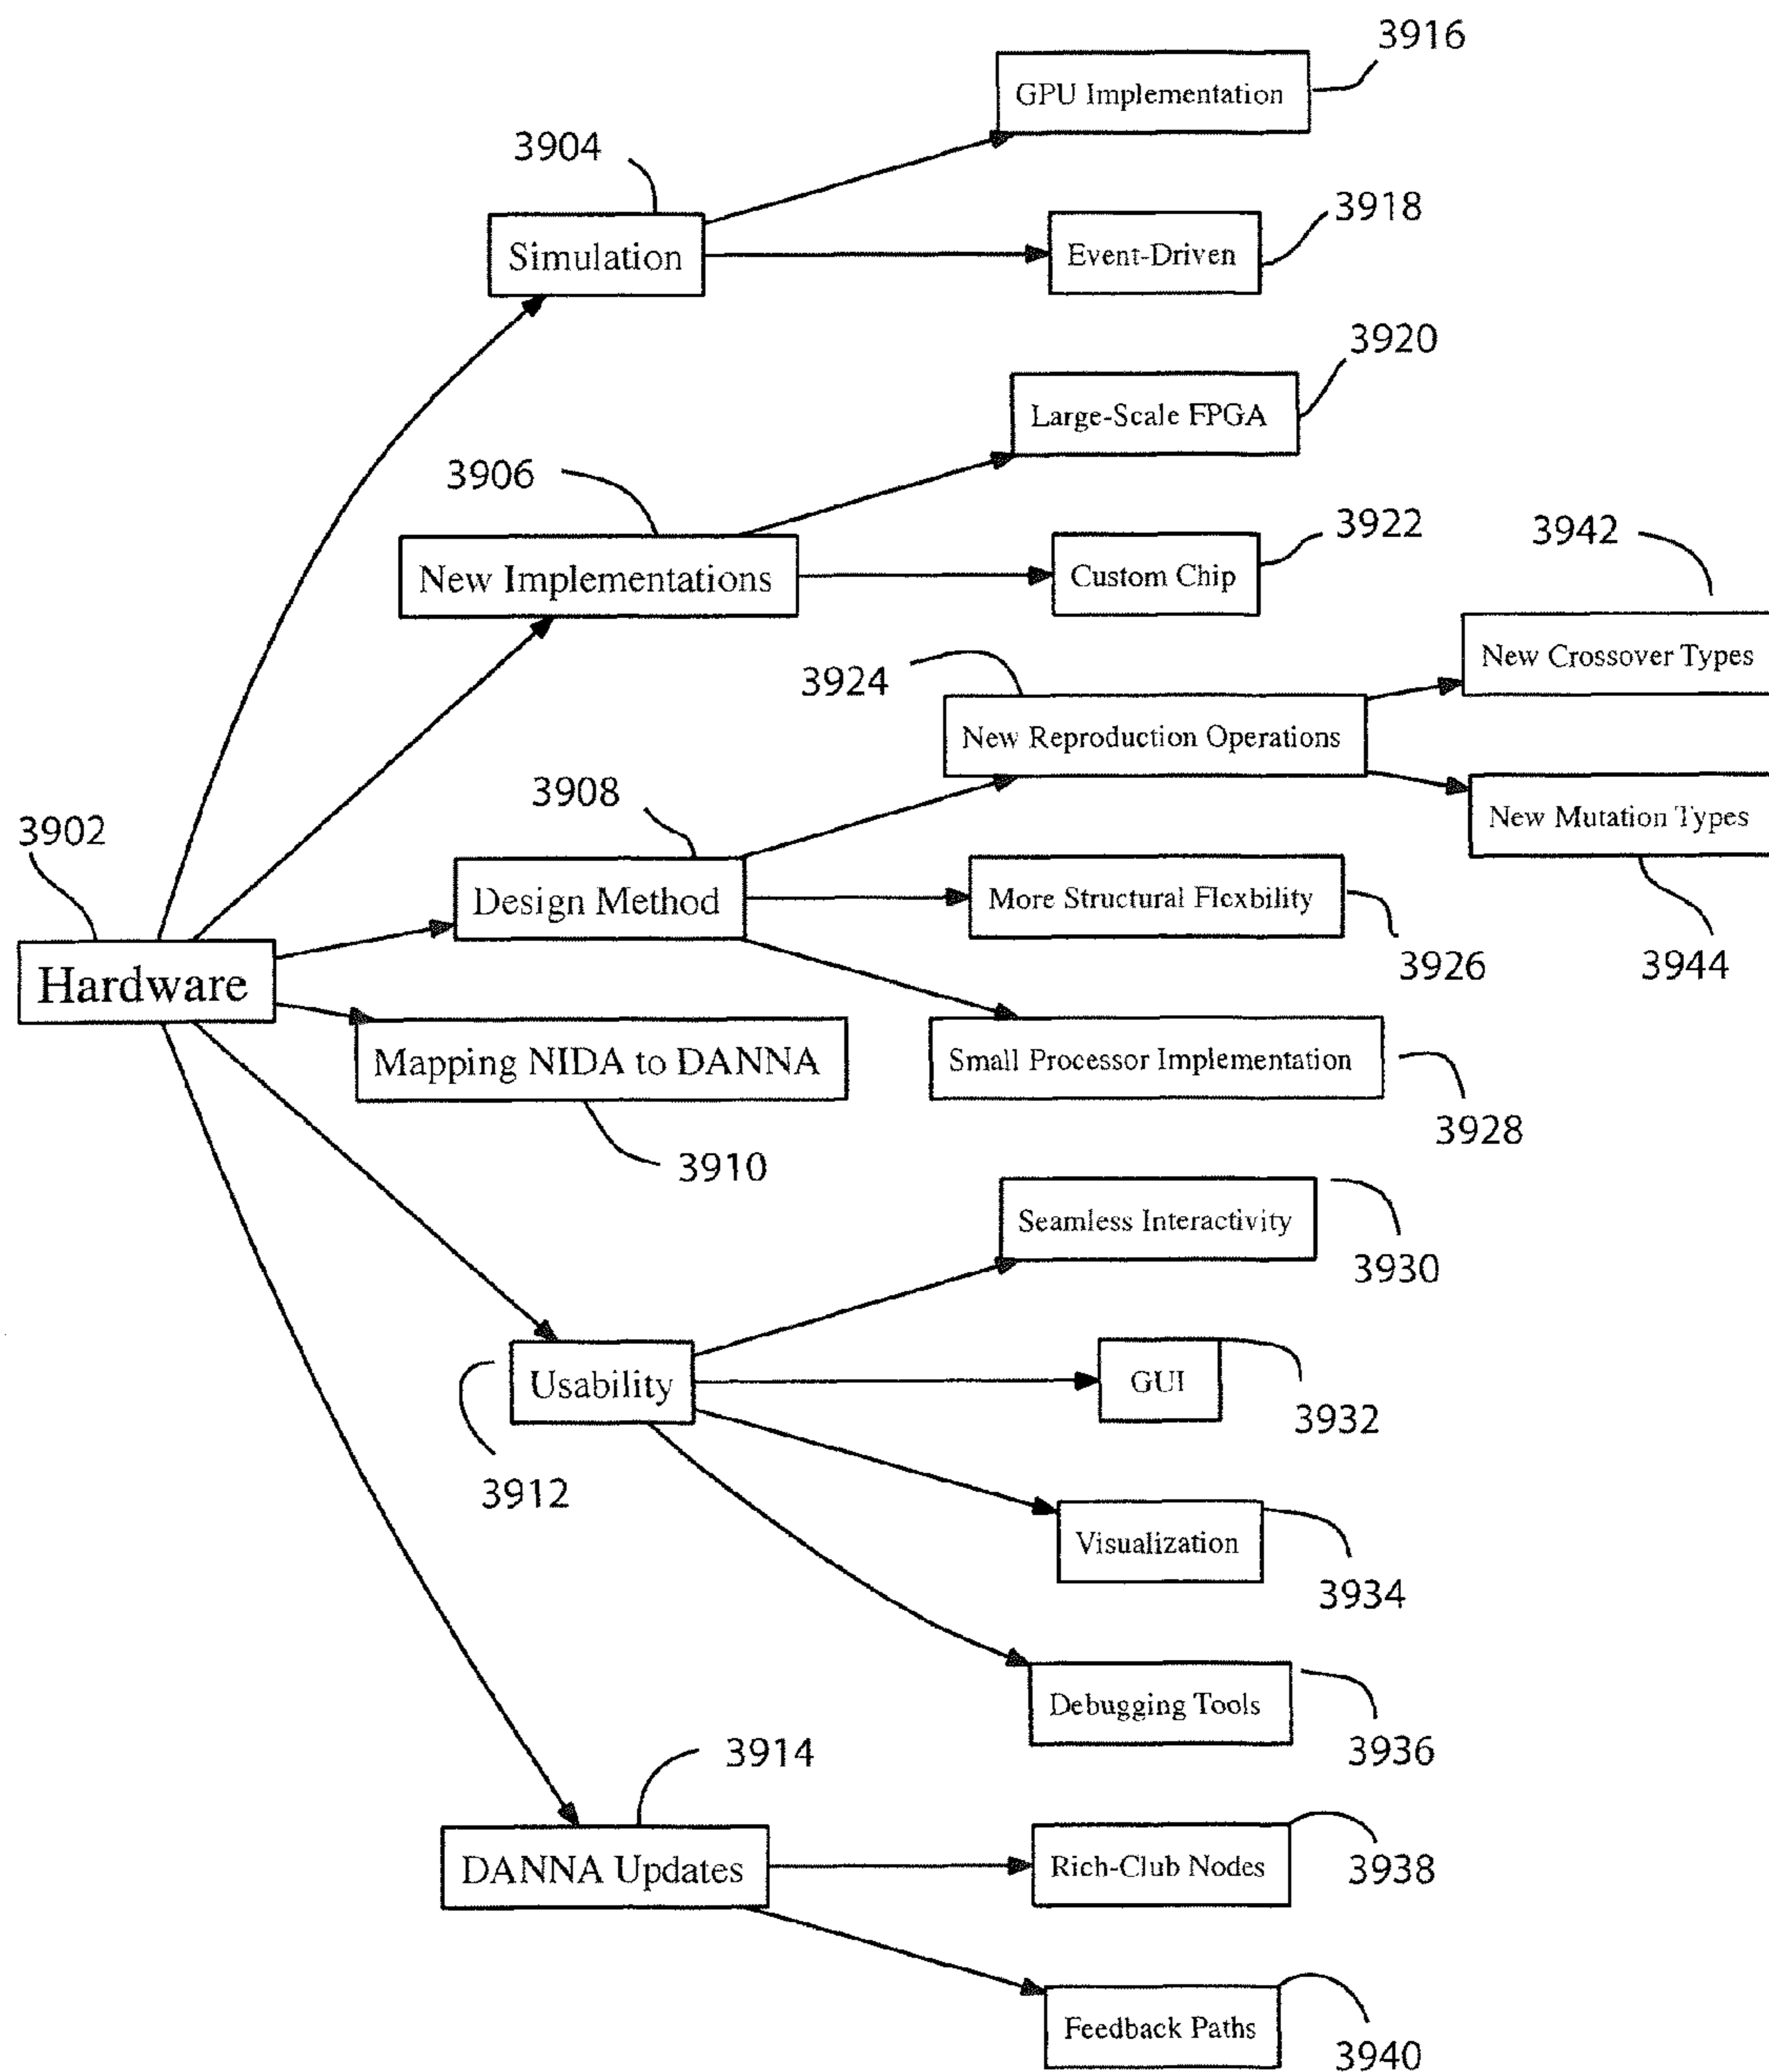 3916
GPU Implementation
3904
3918
Simulation
Event-Driven
3920
Large-Scale FPGA
3906
3922
3942
New Implementations
Custom Chip
New Crossover Types
3924
New Reproduction Operations
3908
New Mutation Types
3902
Design Method
More Structural Flexbility
3926
3944
Hardware
Mapping NIDA to DANNA
Small Processor Implementation
3928
3910
Seamless Interactivity
3930
Usability
GUI
3932
3912
Visualization
3934
Debugging Tools
3936
3914
DANNA Updates
Rich-Club Nodes
3938
Feedback Paths
3940